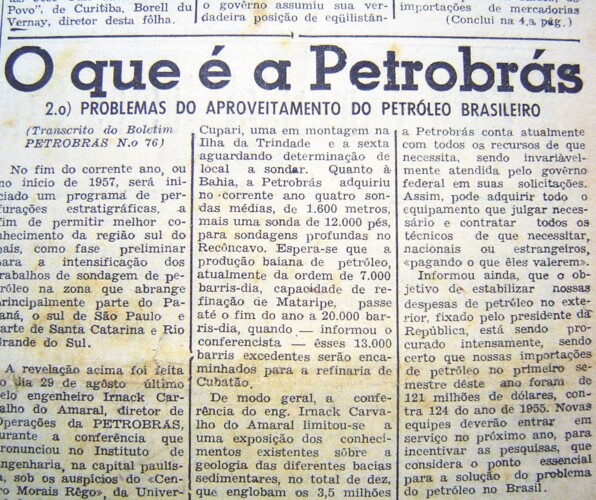 Povo", de Curitiba, Borell du
Vernay, diretor desta fôlha.
o govêrno assumiu sua ver-
dadeira posição de eqüilistân-
importações de mercadorias
(Conclui na 4.a pág.)
O que é a Petrobrás
2.o) PROBLEMAS DO APROVEITAMENTO DO PETRÓLEO BRASILEIRO
(Transcrito do Boletim
PETROBRÁS N.o 76)
No fim do corrente ano, ou
no início de 1957, será ini-
ciado um programa de per-
furações estratigráficas, a
fim de permitir melhor co-
nhecimento da região sul do
país, como fase preliminar
para a intensificação dos
trabalhos de sondagem de pe-
tróleo na zona que abrange
principalmente parte do Pa-
raná, o sul de São Paulo e
parte de Santa Catarina e Rio
Grande do Sul.
A revelação acima foi feita
no dia 29 de agôsto último
pelo engenheiro Irnack Car-
valho do Amaral, diretor de
Operações da PETROBRÁS,
durante a conferência que
pronunciou no Instituto de
Engenharia, na capital paulis-
ta, sob os auspícios do «Cen-
tro Morais Rêgo», da Univer-
Cupari, uma em montagem na
Ilha da Trindade e a sexta
aguardando determinação de
local a sondar. Quanto à
Bahia, a Petrobrás adquiriu
no corrente ano quatro son-
das médias, de 1.600 metros,
mais uma sonda de 12.000 pés,
para sondagens profundas no
Recôncavo. Espera-se que a
produção baiana de petróleo,
atualmente da ordem de 7.000
barris-dia, capacidade de re-
finação de Mataripe, passe
até o fim do ano a 20.000 bar-
ris-dia, quando — informou o
conferencista — êsses 13.000
barris excedentes serão enca-
minhados para a refinaria de
Cubatão.
De modo geral, a confe-
rência do eng. Irnack Carva-
lho do Amaral limitou-se a
uma exposição dos conheci-
mentos existentes sôbre a
geologia das diferentes bacias
sedimentares, no total de dez,
que englobam os 3,5 milhões
a Petrobrás conta atualmente
com todos os recursos de que
necessita, sendo invariàvel-
mente atendida pelo govêrno
federal em suas solicitações.
Assim, pode adquirir todo o
equipamento que julgar neces-
sário e contratar todos os
técnicos de que necessitar,
nacionais ou estrangeiros,
«pagando o que êles valerem».
Informou ainda, que o ob-
jetivo de estabilizar nossas
despesas de petróleo no exte-
rior, fixado pelo presidente da
República, está sendo pro-
curado intensamente, sendo
certo que nossas importações
de petróleo no primeiro se-
mestre dêste ano foram de
121 milhões de dólares, con-
tra 124 do ano de 1955. Novas
equipes deverão entrar em
serviço no próximo ano, para
incentivar as pesquisas, que
considera o ponto essencial
para a solução do problema
do petróleo no Brasil.